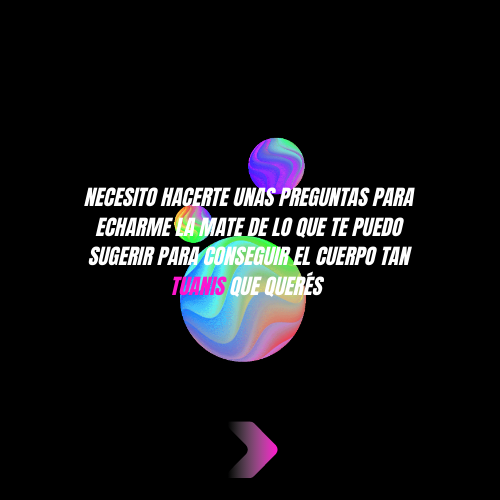 NECESITO HACERTE UNAS PREGUNTAS PARA
ECHARME LA MATE DE LO QUE TE PUEDO
SUGERIR PARA CONSEGUIR EL CUERPO TAN
TUANIS QUE QUERÉS